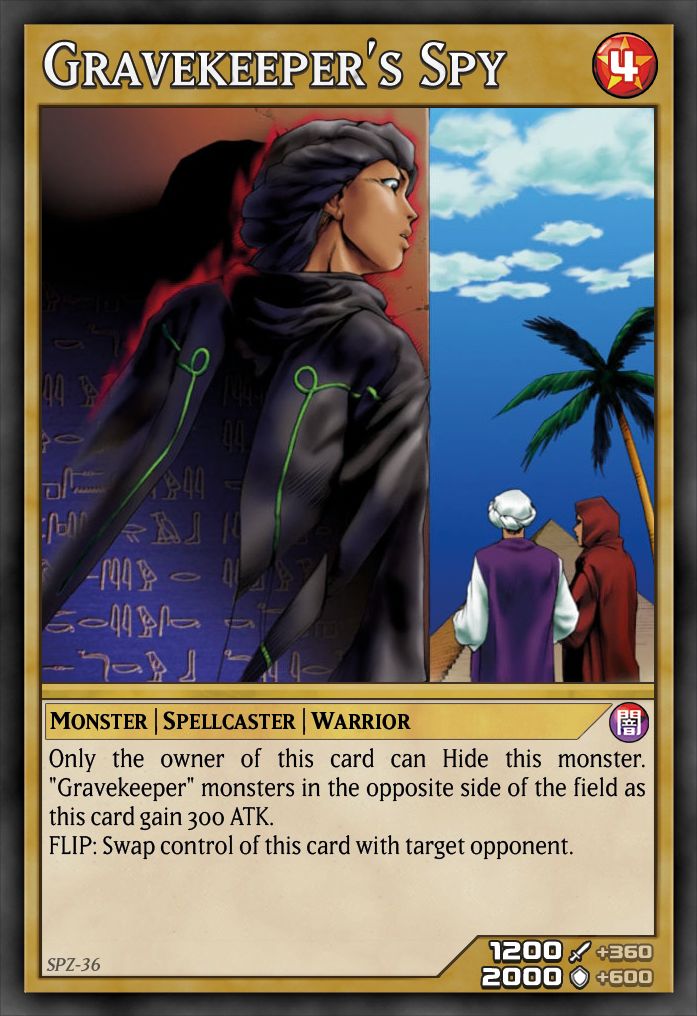 Gravekeeper's Spy
4
Monster | Spellcaster | Warrior
闇
Only the owner of this card can Hide this monster.
"Gravekeeper" monsters in the opposite side of the field as
this card gain 300 ATK.
FLIP: Swap control of this card with target opponent.
1200 +360
SPZ-36
2000 +600